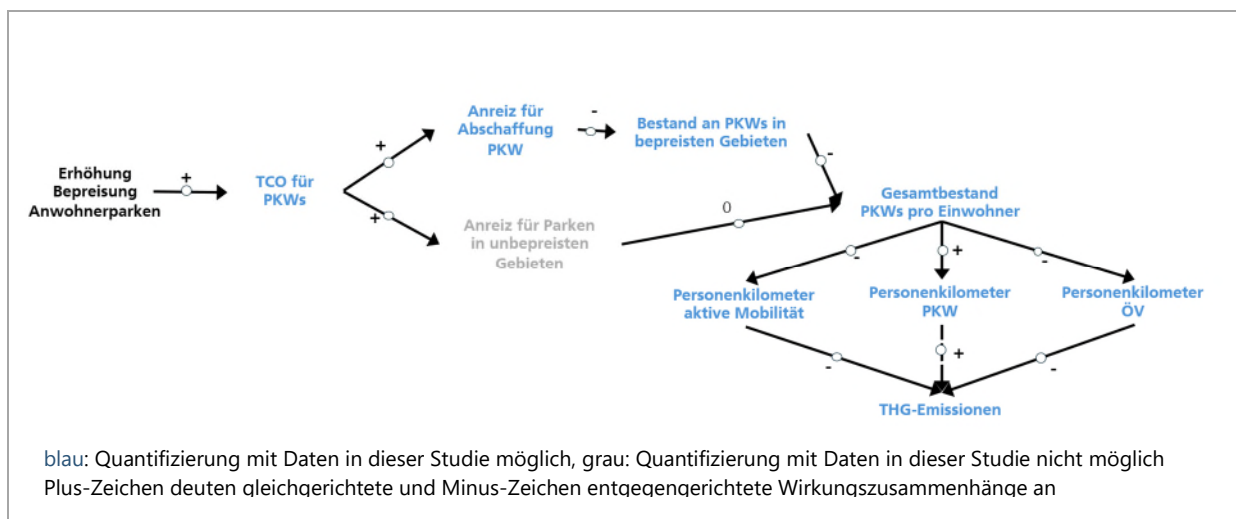 Erhöhung
Bepreisung
Anwohnerparken
+
TCO für
PKWs
+
+
Anreiz für
Abschaffung
PKW
-
Bestand an PKWs in
bepreisten Gebieten
-
Anreiz für Parken
in unbepreisten
Gebieten
0
Gesamtbestand
PKWs pro Einwohner
-
+
-
Personenkilometer
aktive Mobilität
Personenkilometer
PKW
Personenkilometer
ÖV
-
+
-
THG-Emissionen
blau: Quantifizierung mit Daten in dieser Studie möglich, grau: Quantifizierung mit Daten in dieser Studie nicht möglich
Plus-Zeichen deuten gleichgerichtete und Minus-Zeichen entgegengerichtete Wirkungszusammenhänge an